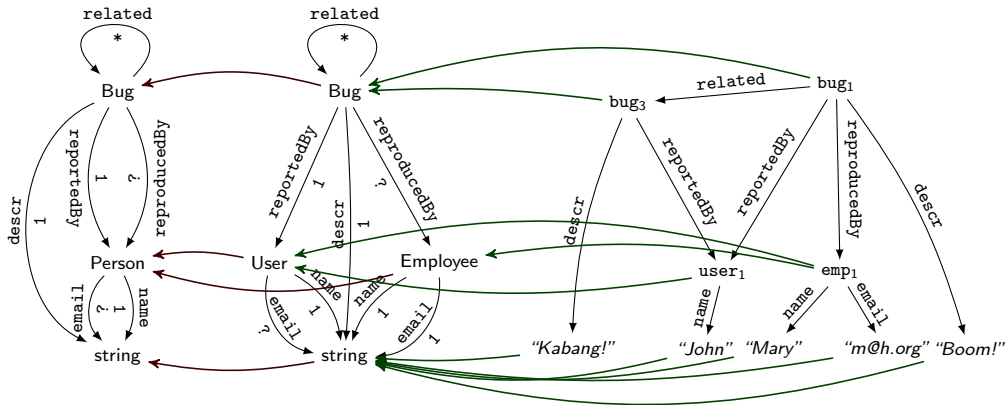 related
related
*
*
Bug
Bug
bug3
related
bug1
reportedBy
1
?
reproducedBy
reportedBy
1
reproducedBy
?
reportedBy
reportedBy
reproducedBy
descr
1
descr
1
descr
descr
Person
User
Employee
user1
emp1
email
?
1
name
email
?
name
1
name
1
email
1
name
name
email
string
string
“Kabang!”
“John”
“Mary”
“m@h.org”
“Boom!”